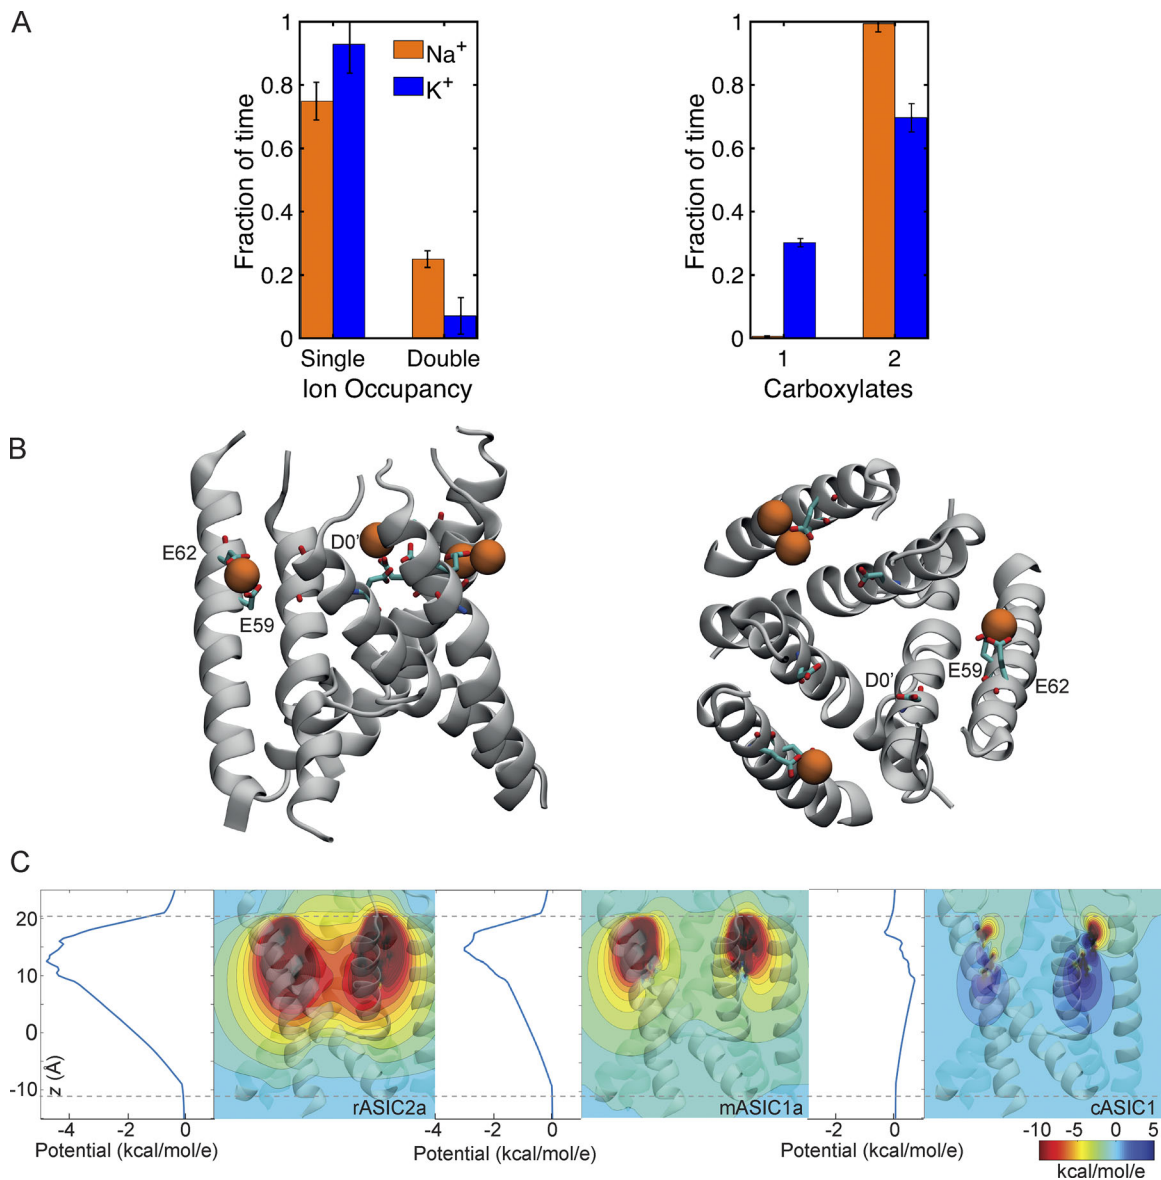 A
Fraction of time
1
0.8
0.6
0.4
0.2
0
Na+
K+
Single
Double
Ion Occupancy
Fraction of time
1
0.8
0.6
0.4
0.2
0
1
2
Carboxylates
B
E62
E59
D0'
D0'
E59
E62
C
z (Å)
20
10
0
-10
-4
-2
0
Potential (kcal/mol/e)
rASIC2a
-4
-2
0
Potential (kcal/mol/e)
mASIC1a
-2
0
Potential (kcal/mol/e)
cASIC1
-10
-5
0
5
kcal/mol/e